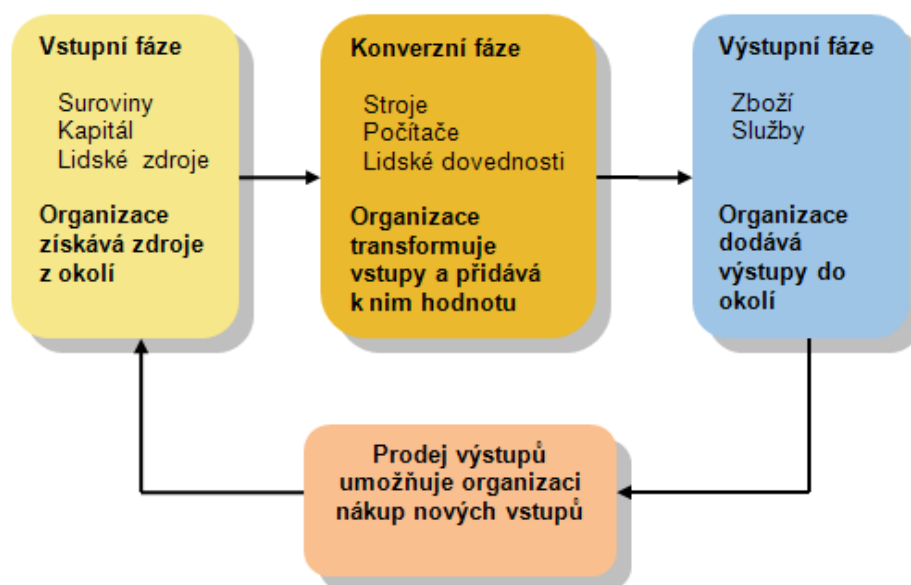 Vstupní fáze
Suroviny
Kapitál
Lidské zdroje
Organizace
získává zdroje
z okolí
Konverzní fáze
Stroje
Počítače
Lidské dovednosti
Organizace
transformuje
vstupy a přidává
k nim hodnotu
Výstupní fáze
Zboží
Služby
Organizace
dodává
výstupy do
okolí
Prodej výstupů
umožňuje organizaci
nákup nových vstupů